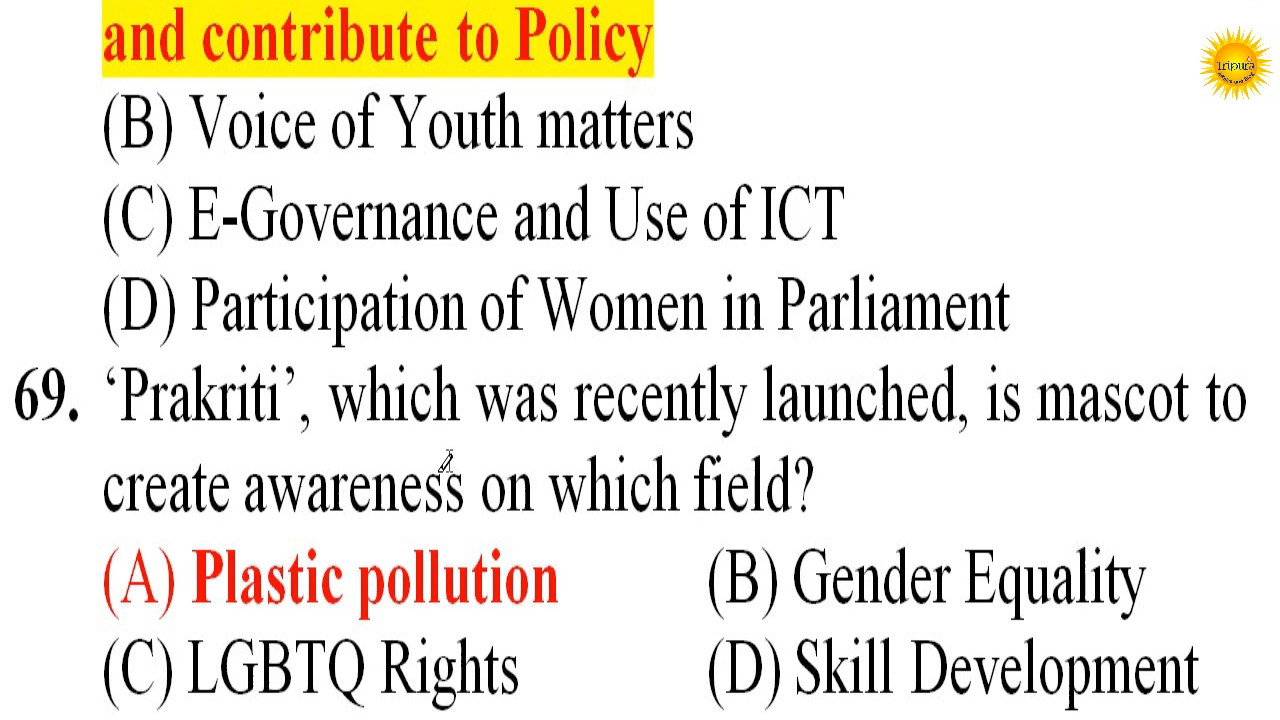 and contribute to Policy
Tripura
(B) Voice of Youth matters
(C) E-Governance and Use of ICT
(D) Participation of Women in Parliament
69. ‘Prakriti’, which was recently launched, is mascot to
create awareness on which field?
(A) Plastic pollution (B) Gender Equality
(C) LGBTQ Rights (D) Skill Development